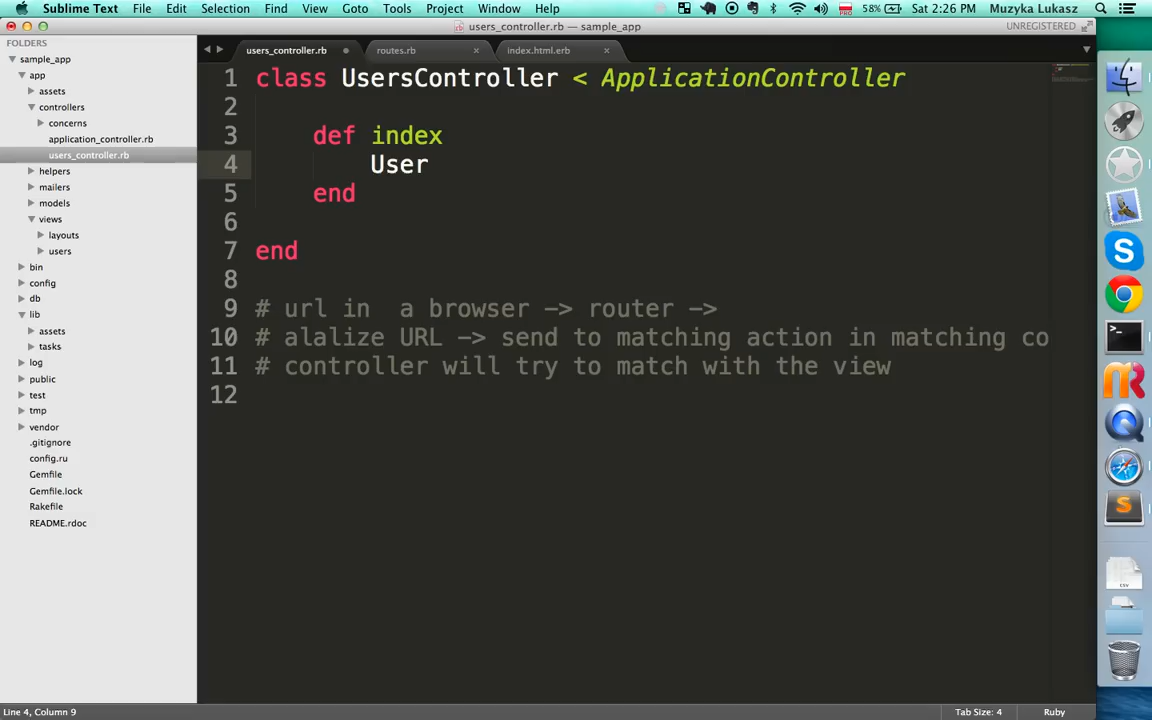 Sublime Text File Edit Selection Find View Goto Tools Project Window Help 58% Sat 2:26 PM Muzyka Lukasz
users_controller.rb — sample_app UNREGISTERED
FOLDERS
sample_app
app
assets
controllers
concerns
application_controller.rb
users_controller.rb
helpers
mailers
models
views
layouts
users
bin
config
db
lib
assets
tasks
log
public
test
tmp
vendor
.gitignore
config.ru
Gemfile
Gemfile.lock
Rakefile
README.rdoc
users_controller.rb routes.rb index.html.erb
1 class UsersController < ApplicationController
2
3 def index
4 User
5 end
6
7 end
8
9 # url in  a browser -> router ->
10 # alalize URL -> send to matching action in matching co
11 # controller will try to match with the view
12
Line 4, Column 9 Tab Size: 4 Ruby